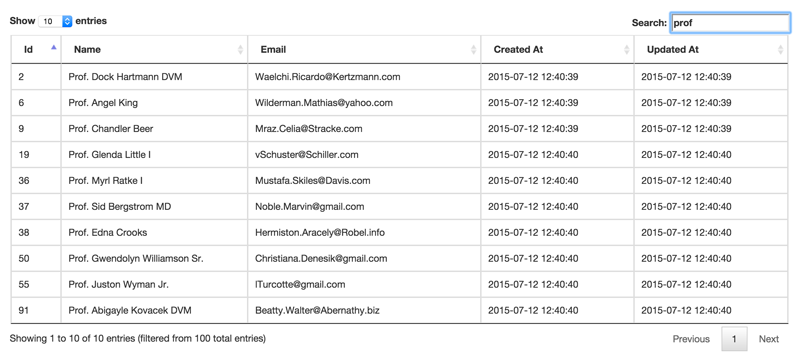 Show 10 entries Search: prof
Id Name Email Created At Updated At
2 Prof. Dock Hartmann DVM Waelchi.Ricardo@Kertzmann.com 2015-07-12 12:40:39 2015-07-12 12:40:39
6 Prof. Angel King Wilderman.Mathias@yahoo.com 2015-07-12 12:40:39 2015-07-12 12:40:39
9 Prof. Chandler Beer Mraz.Celia@Stracke.com 2015-07-12 12:40:39 2015-07-12 12:40:39
19 Prof. Glenda Little I vSchuster@Schiller.com 2015-07-12 12:40:40 2015-07-12 12:40:40
36 Prof. Myrl Ratke I Mustafa.Skiles@Davis.com 2015-07-12 12:40:40 2015-07-12 12:40:40
37 Prof. Sid Bergstrom MD Noble.Marvin@gmail.com 2015-07-12 12:40:40 2015-07-12 12:40:40
38 Prof. Edna Crooks Hermiston.Aracely@Robel.info 2015-07-12 12:40:40 2015-07-12 12:40:40
50 Prof. Gwendolyn Williamson Sr. Christiana.Denesik@gmail.com 2015-07-12 12:40:40 2015-07-12 12:40:40
55 Prof. Juston Wyman Jr. lTurcotte@gmail.com 2015-07-12 12:40:40 2015-07-12 12:40:40
91 Prof. Abigayle Kovacek DVM Beatty.Walter@Abernathy.biz 2015-07-12 12:40:40 2015-07-12 12:40:40
Showing 1 to 10 of 10 entries (filtered from 100 total entries) Previous 1 Next